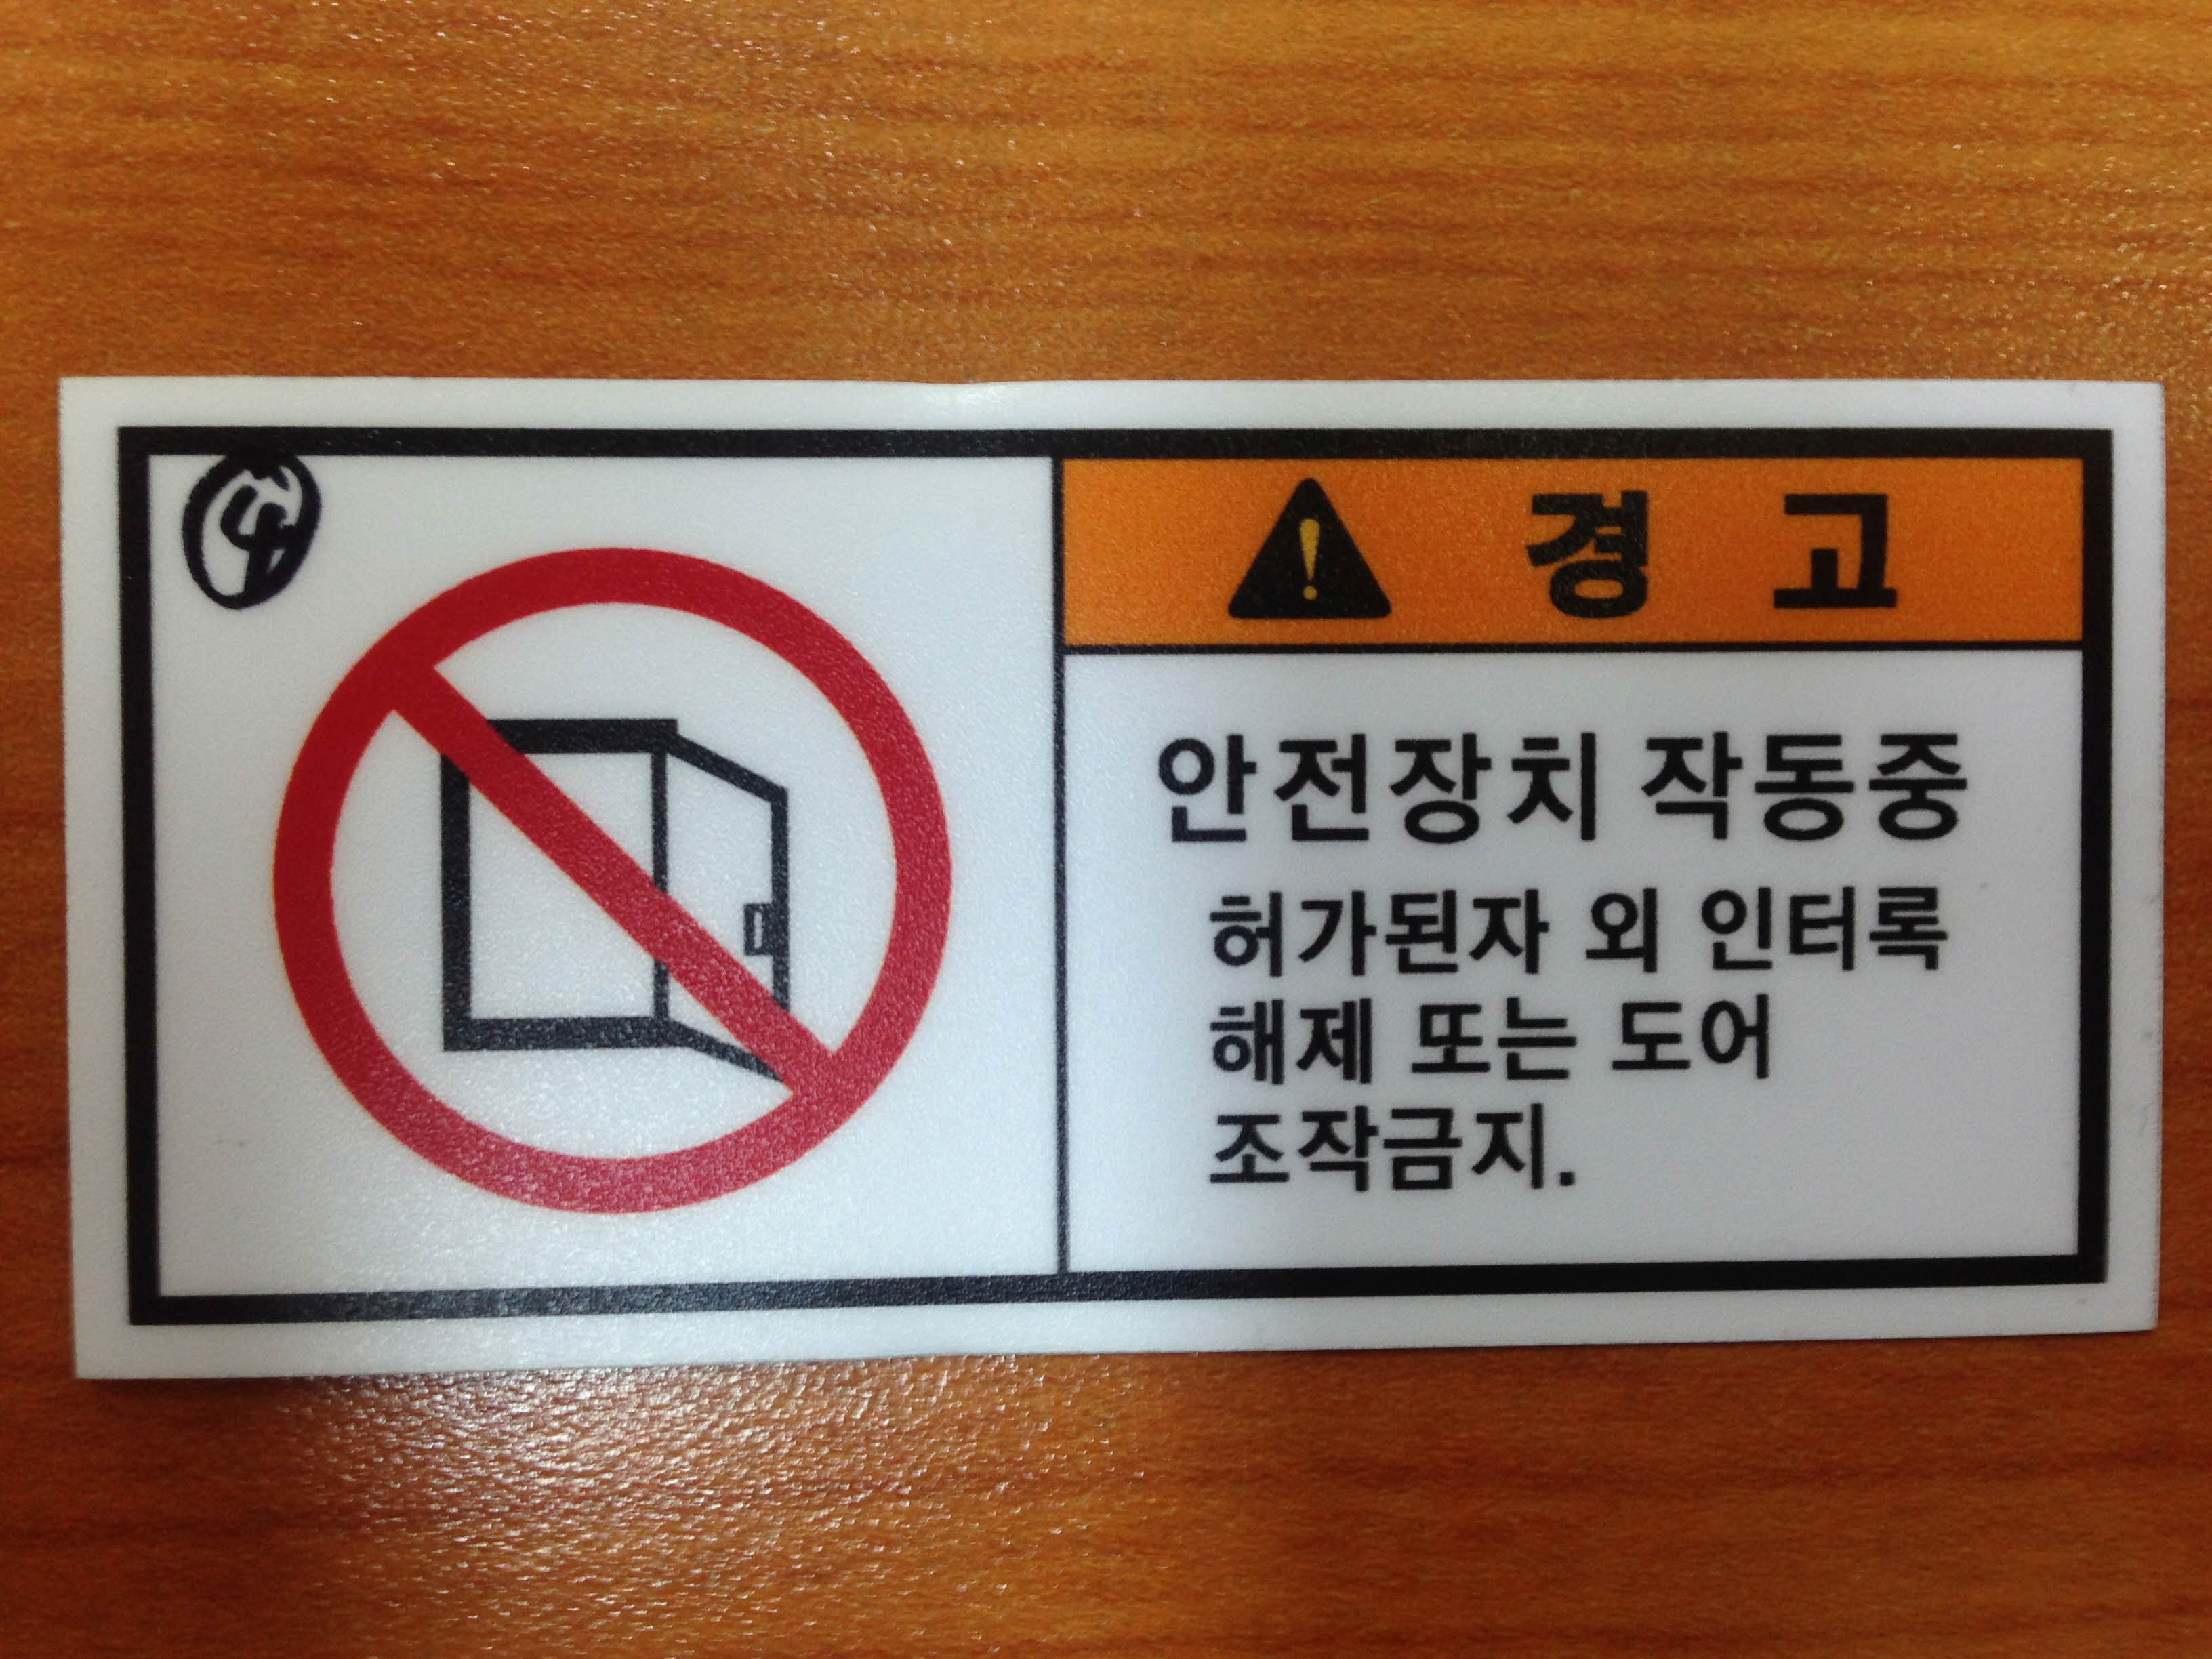 ④
경 고
안전장치 작동중
허가된자 외 인터록
해제 또는 도어
조작금지.